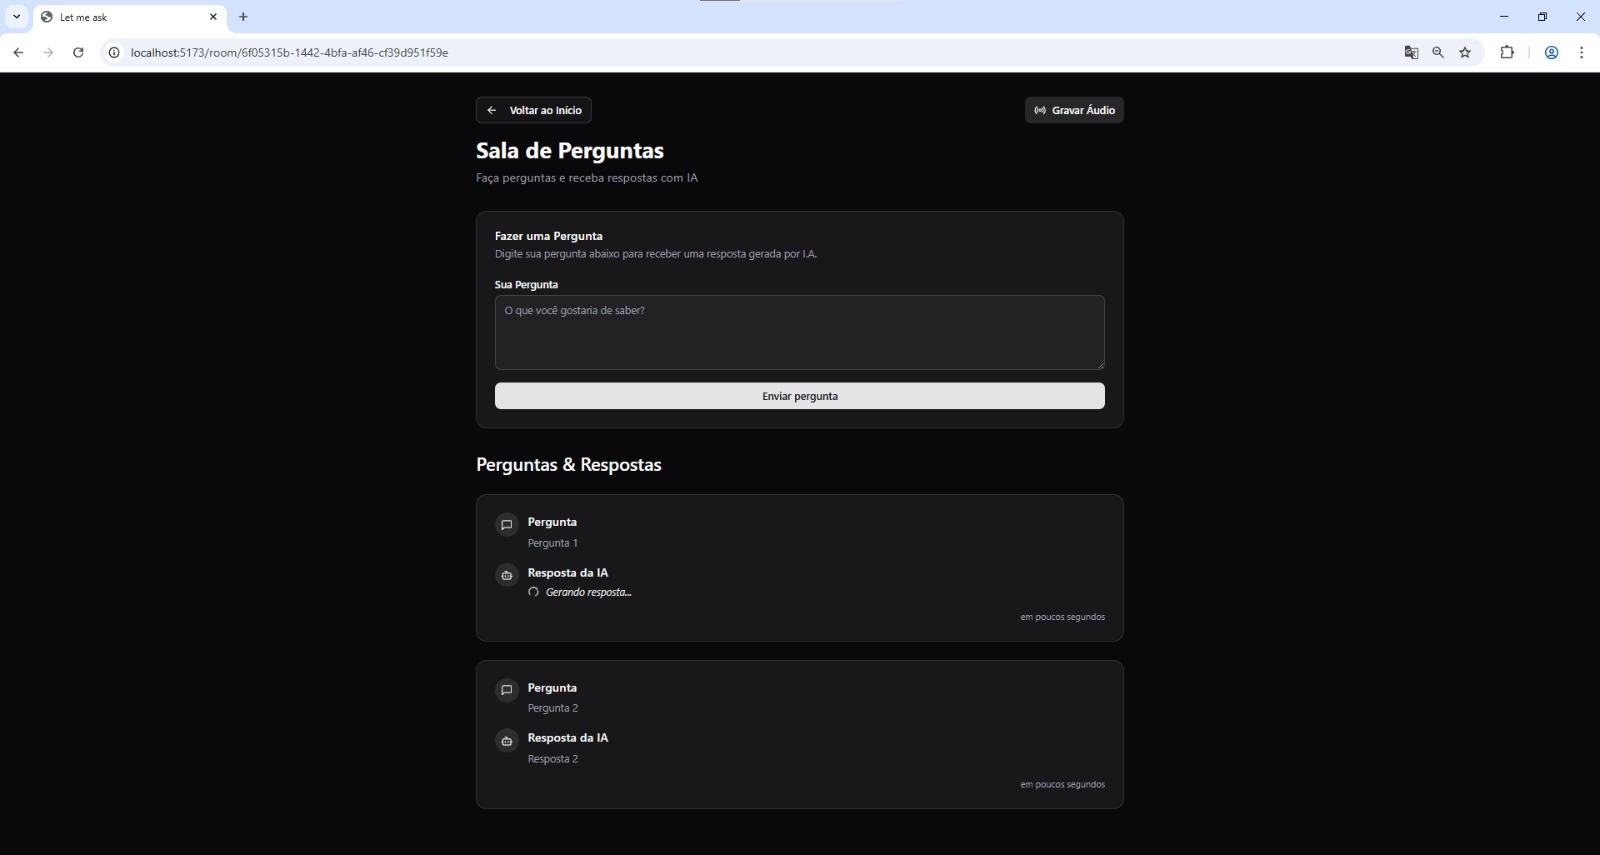 Let me ask
localhost:5173/room/6f05315b-1442-4bfa-af46-cf39d951f59e
Voltar ao Início
Gravar Áudio
Sala de Perguntas
Faça perguntas e receba respostas com IA
Fazer uma Pergunta
Digite sua pergunta abaixo para receber uma resposta gerada por I.A.
Sua Pergunta
O que você gostaria de saber?
Enviar pergunta
Perguntas & Respostas
Pergunta
Pergunta 1
Resposta da IA
Gerando resposta...
em poucos segundos
Pergunta
Pergunta 2
Resposta da IA
Resposta 2
em poucos segundos